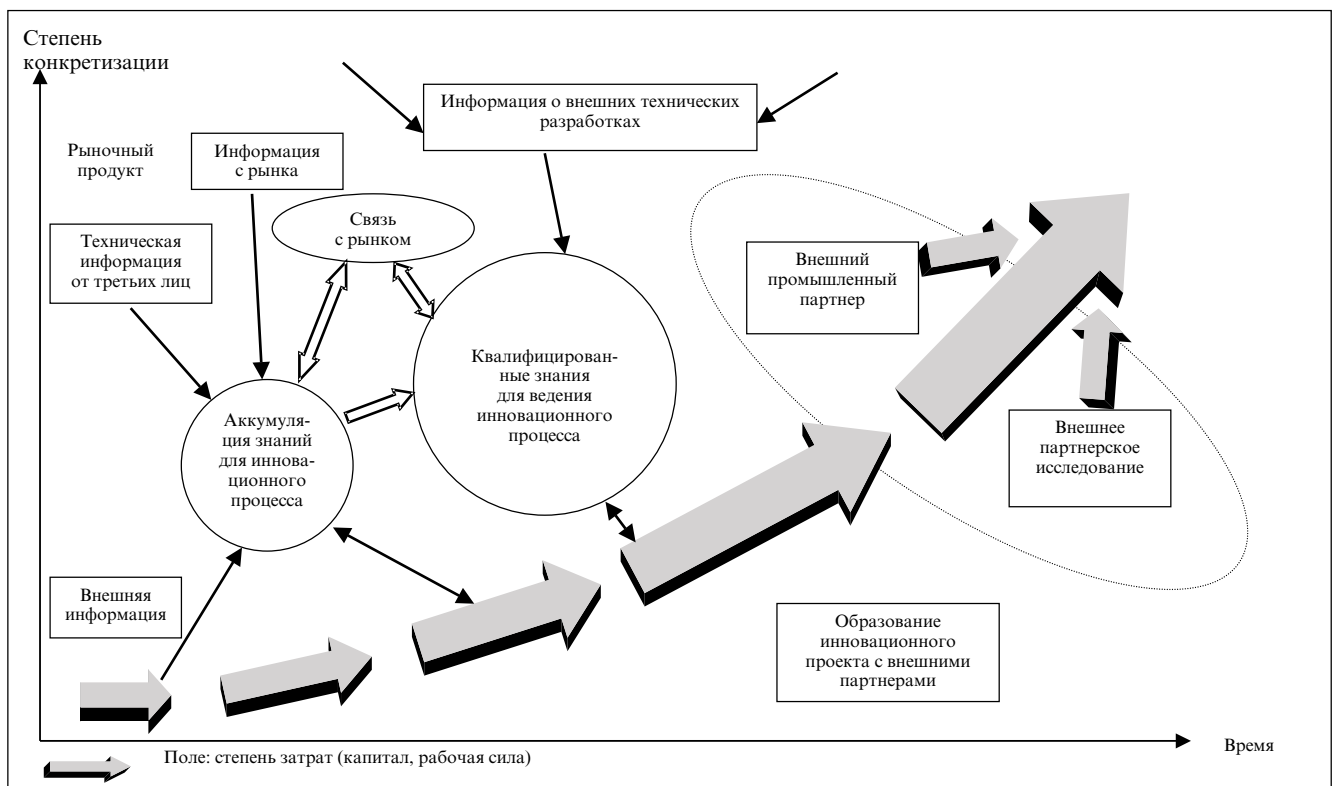 Степень
конкретизации
Информация о внешних технических
разработках
Рыночный
продукт
Информация
с рынка
Связь
с рынком
Техническая
информация
от третьих лиц
Внешний
промышленный
партнер
Квалифицирован-
ные знания
для ведения
инновационного
процесса
Аккумуля-
ция знаний
для иннова-
ционного
процесса
Внешнее
партнерское
исследование
Внешняя
информация
Образование
инновационного
проекта с внешними
партнерами
Время
Поле: степень затрат (капитал, рабочая сила)